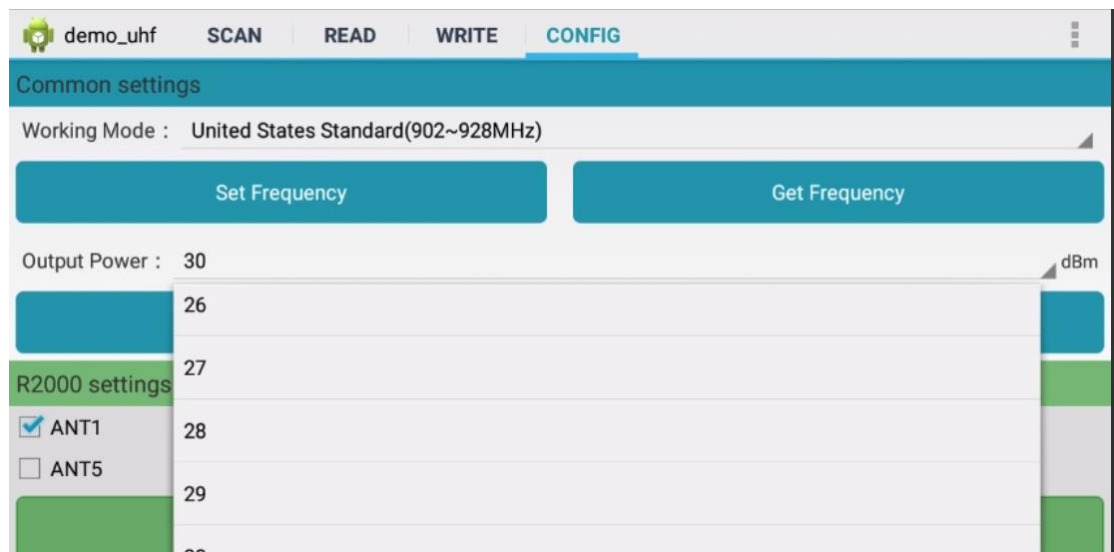 demo_uhf SCAN READ WRITE CONFIG
Common settings
Working Mode : United States Standard(902~928MHz)
Set Frequency Get Frequency
Output Power : 30 dBm
26
27
R2000 settings
ANT1
28
ANT5
29